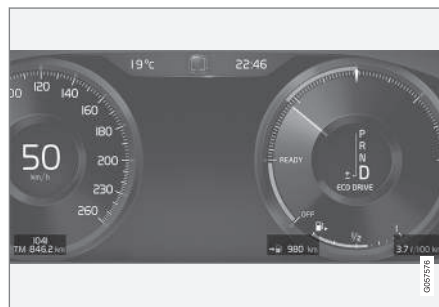 19°c 22:46
120
140
160
180
200
230
260
50
km/h
1041
TM 846.2 km
P
R
N
± D
ECO DRIVE
READY
OFF
1/2
1
980 km
3.7 l/100 km
G057576